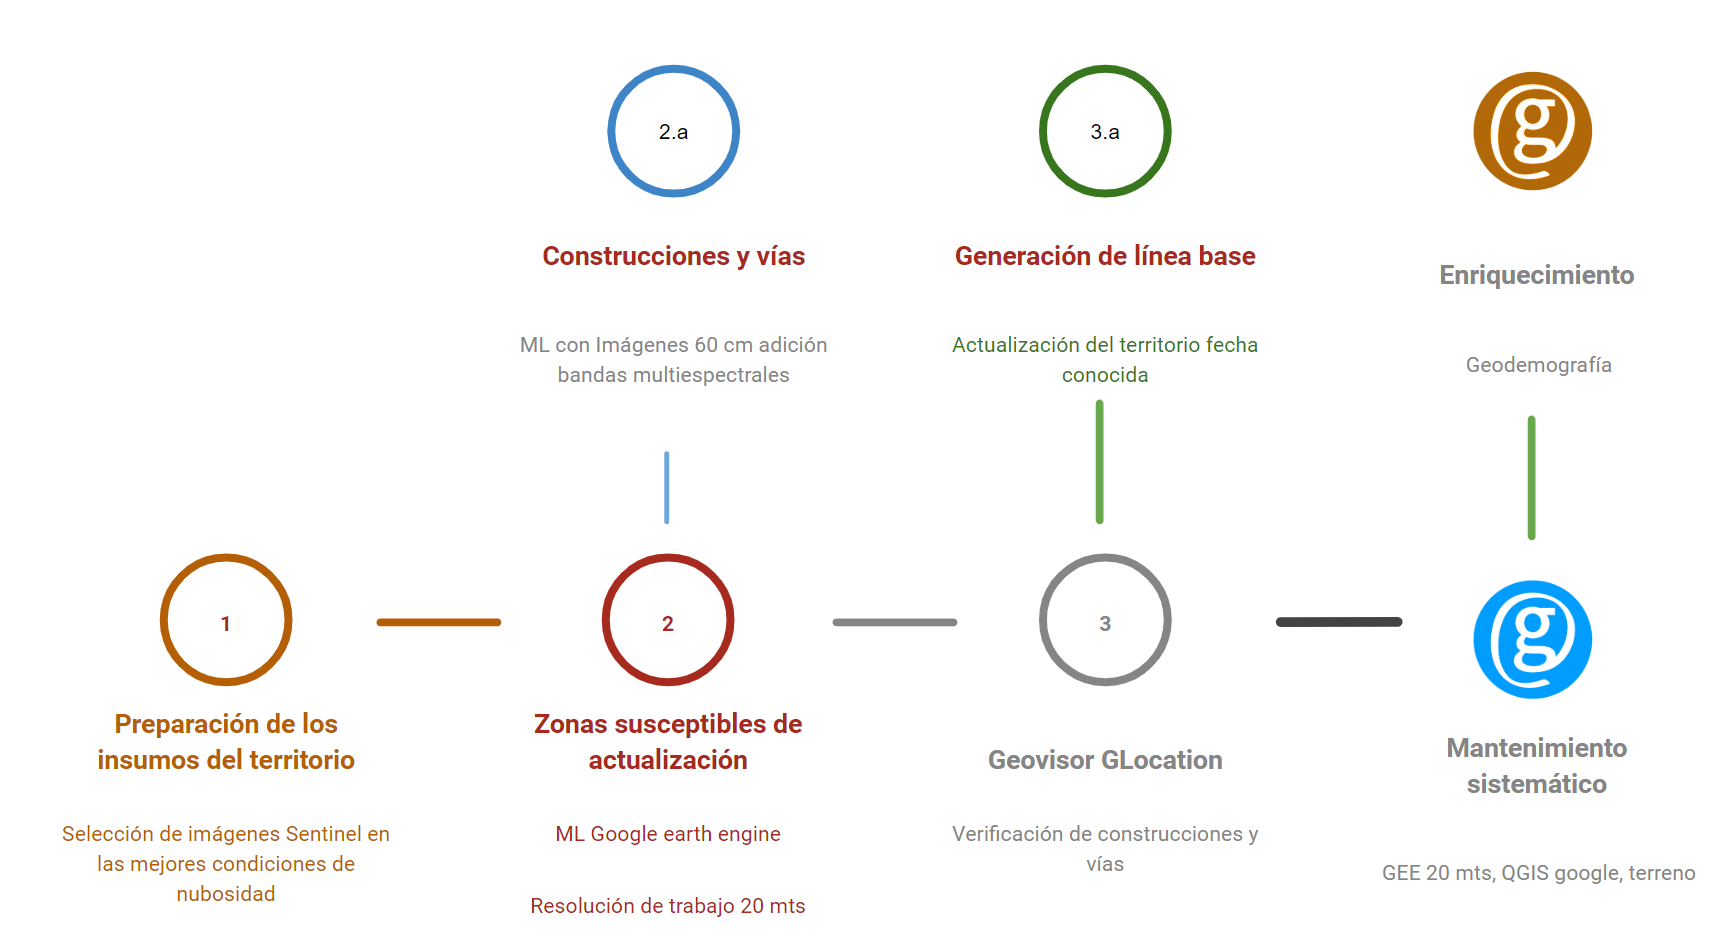 2.a
Construcciones y vías
ML con Imágenes 60 cm adición
bandas multiespectrales
3.a
Generación de línea base
Actualización del territorio fecha
conocida
g
Enriquecimiento
Geodemografía
1
Preparación de los
insumos del territorio
Selección de imágenes Sentinel en
las mejores condiciones de
nubosidad
2
Zonas susceptibles de
actualización
ML Google earth engine
Resolución de trabajo 20 mts
3
Geovisor GLocation
Verificación de construcciones y
vías
g
Mantenimiento
sistemático
GEE 20 mts, QGIS google, terreno